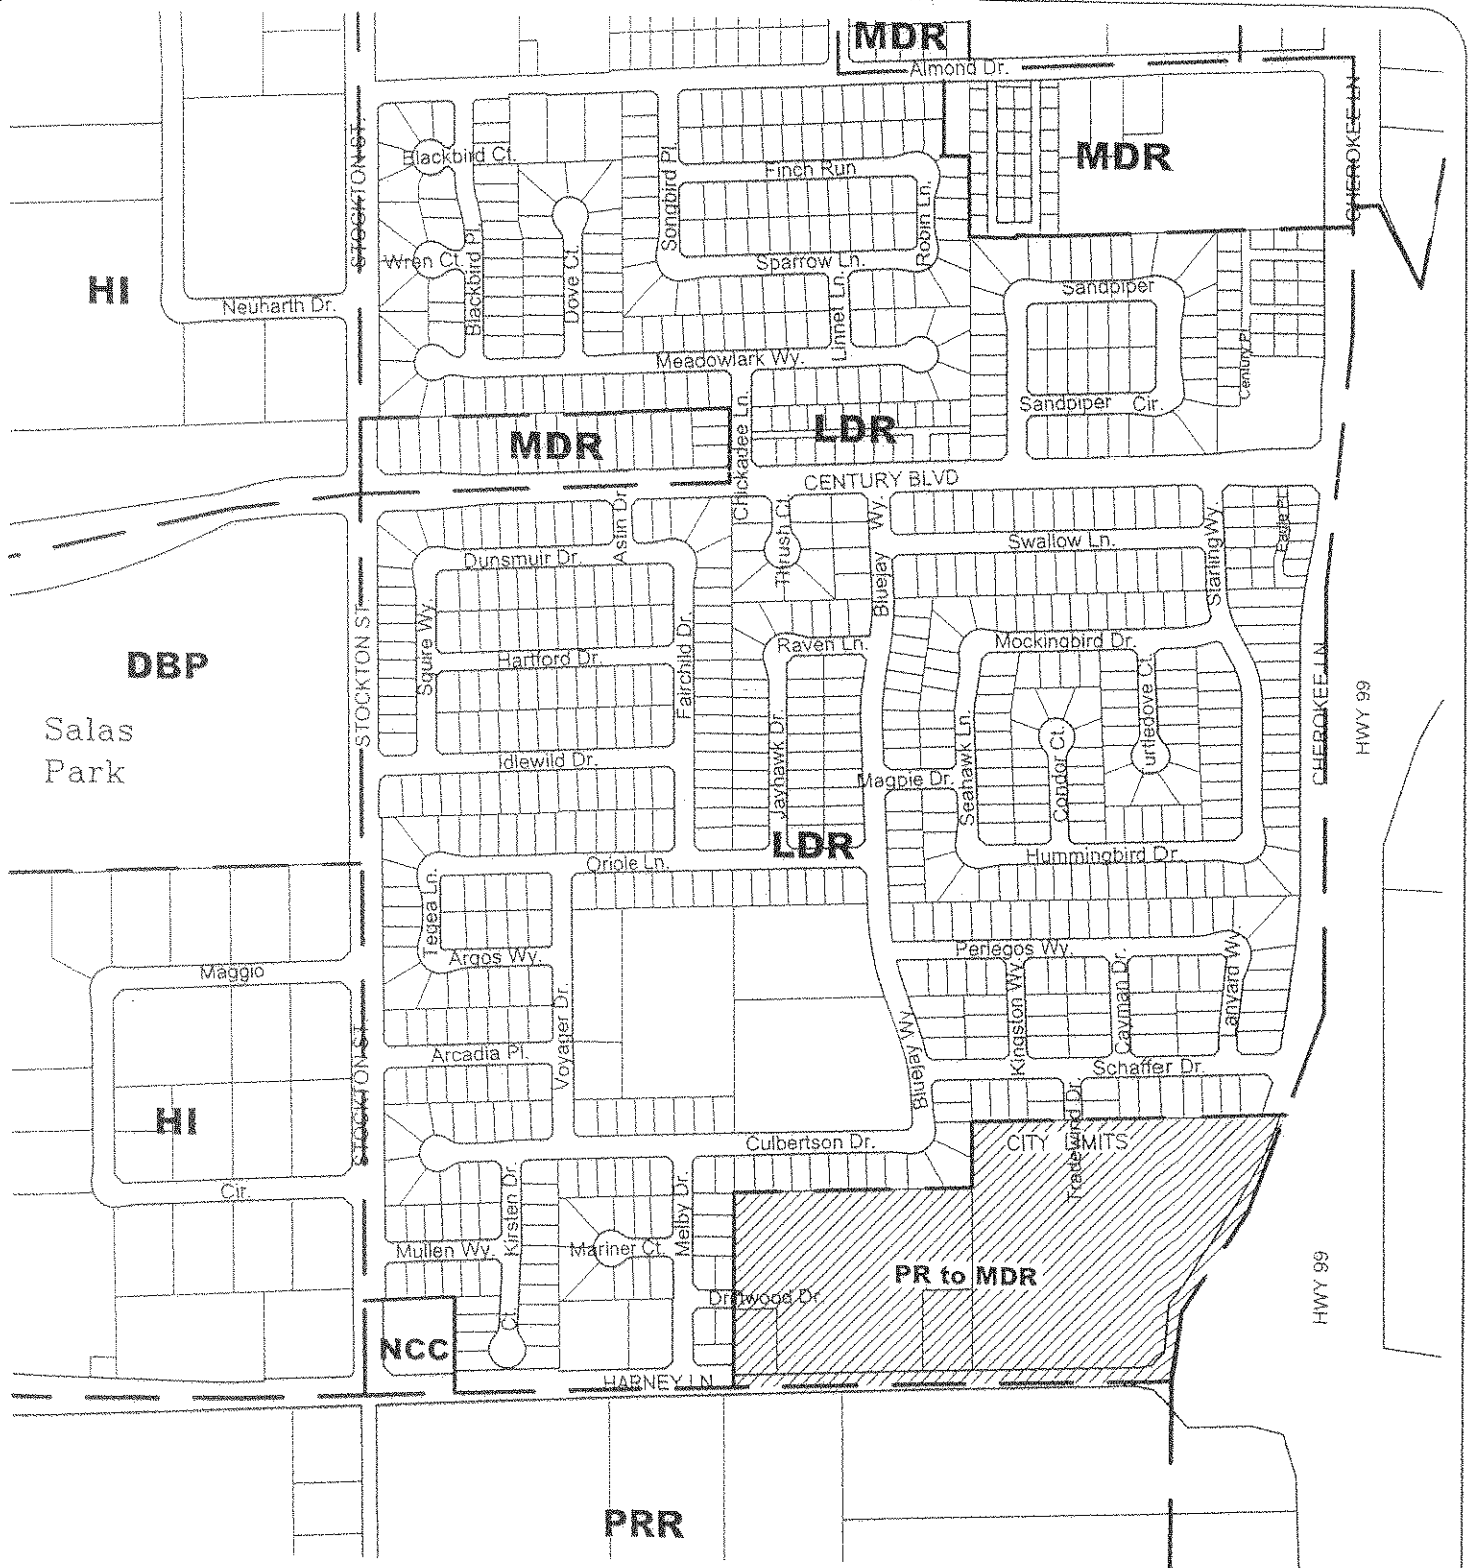 MDR
Almond Dr.
CHEROKEE LN
STOCKTON ST.
Blackbird Ct.
Songbird Pl.
Finch Run
MDR
Robin Ln.
Wren Ct.
Blackbird Pl.
Dove Ct.
Sparrow Ln.
Linnet Ln.
Sandpiper
HI
Neuharth Dr.
Meadowlark Wy.
Century Pl.
Chickadee Ln.
Sandpiper Cir.
MDR
LDR
CENTURY BLVD
Astin Dr.
Thrush Ct.
Bluejay Wy.
Swallow Ln.
Starling Wy.
Eagle Pl.
Dunsmuir Dr.
STOCKTON ST.
Squire Wy.
Fairchild Dr.
Raven Ln.
Mockingbird Dr.
DBP
Hartford Dr.
Turtledove Ct.
CHEROKEE LN
HWY 99
Salas
Park
Idlewild Dr.
Jayhawk Dr.
Magpie Dr.
Seahawk Ln.
Condor Ct.
LDR
Oriole Ln.
Hummingbird Dr.
Tegea Ln.
Argos Wy.
Perlegos Wy.
Maggio
Kingston Wy.
Cayman Dr.
Lanyard Wy.
Voyager Dr.
STOCKTON ST.
Arcadia Pl.
Bluejay Wy.
Schaffer Dr.
HI
Tradewind Dr.
Culbertson Dr.
CITY LIMITS
Cir.
Kirsten Dr.
Melby Dr.
Mullen Wy.
Mariner Ct.
PR to MDR
Driftwood Dr.
HWY 99
Ct.
NCC
HARNEY LN
PRR